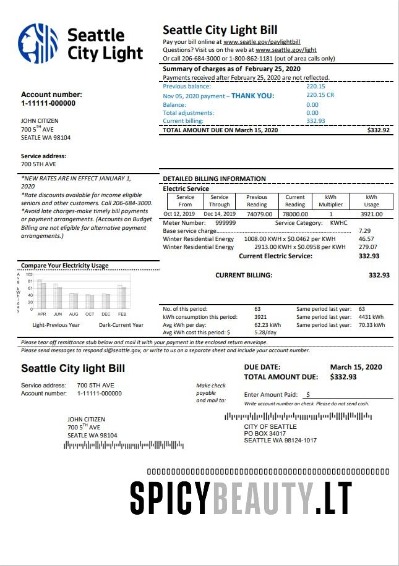 Seattle
City Light
Seattle City Light Bill
Pay your bill online at www.seattle.gov/paylightbill
Questions? Visit us on the web at www.seattle.gov/light
Or call 206-684-3000 or 1-800-862-1181 (out of area calls only)
Summary of charges as of February 25, 2020
Payments received after February 25, 2020 are not reflected.
Previous balance: 220.15
Nov 05, 2020 payment – THANK YOU: 220.15 CR
Balance: 0.00
Total adjustments: 0.00
Current billing: 332.93
TOTAL AMOUNT DUE ON March 15, 2020 $332.92
Account number:
1-11111-000000
JOHN CITIZEN
700 5TH AVE
SEATTLE WA 98104
Service address:
700 5TH AVE
*NEW RATES ARE IN EFFECT JANUARY 1,
2020
*Rate discounts available for income eligible
seniors and other customers. Call 206-684-3000.
*Avoid late charges-make timely bill payments
or payment arrangements. (Accounts on Budget
Billing are not eligible for alternative payment
arrangements.)
DETAILED BILLING INFORMATION
Electric Service
Service From Service Through Previous Reading Current Reading kWh Multiplier kWh Usage
Oct 12, 2019 Dec 14, 2019 74079.00 78000.00 1 3921.00
Meter Number: 999999 Service Category: KWHC
Base service charge 7.29
Winter Residential Energy 1008.00 KWH X $0.0462 per KWH 46.57
Winter Residential Energy 2913.00 KWH X $0.0958 per KWH 279.07
Current Electric Service: 332.93
CURRENT BILLING: 332.93
Compare Your Electricity Usage
APR JUN AUG OCT DEC FEB
Light-Previous Year Dark-Current Year
No. of this period: 63 Same period last year: 63
kWh consumption this period: 3921 Same period last year: 4431 kWh
Avg kWh per day: 62.23 kWh Same period last year: 70.33 kWh
Avg kWh cost this period: $ 5.28/day
Please tear off remittance stub below and mail it with your payment in the enclosed return envelope.
Please send messages to respond sl@seattle.gov, or write to us on a separate sheet and include your account number.
Seattle City light Bill
Service address: 700 5TH AVE
Account number: 1-11111-000000
Make check
payable
and mail to:
DUE DATE: March 15, 2020
TOTAL AMOUNT DUE: $332.93
Enter Amount Paid: $
Write account number on check. Please do not send cash.
JOHN CITIZEN
700 5TH AVE
SEATTLE WA 98104
CITY OF SEATTLE
PO BOX 34017
SEATTLE WA 98124-1017
SPICYBEAUTY.LT